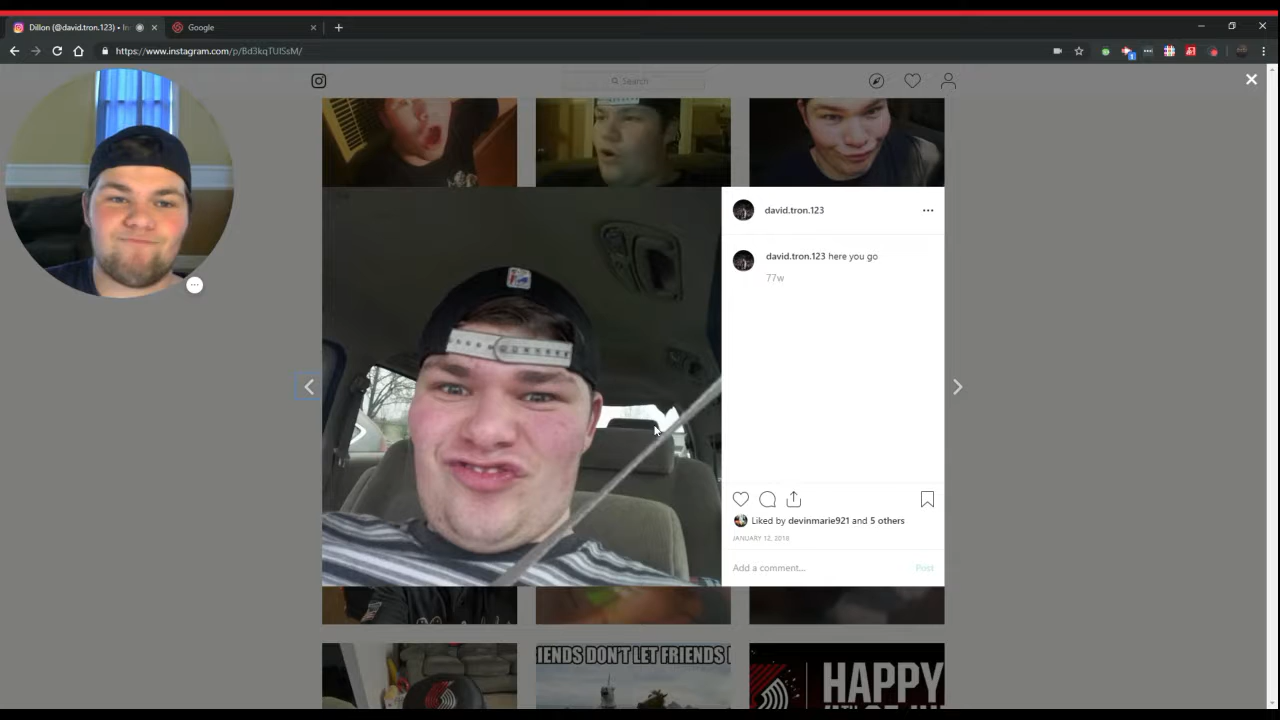 Dillon (@david.tron.123) • In
Google
https://www.instagram.com/p/Bd3kqTUlSsM/
Search
david.tron.123
david.tron.123 here you go
77w
Liked by devinmarie921 and 5 others
JANUARY 12, 2018
Add a comment...
Post
IENDS DON'T LET FRIENDS
HAPPY